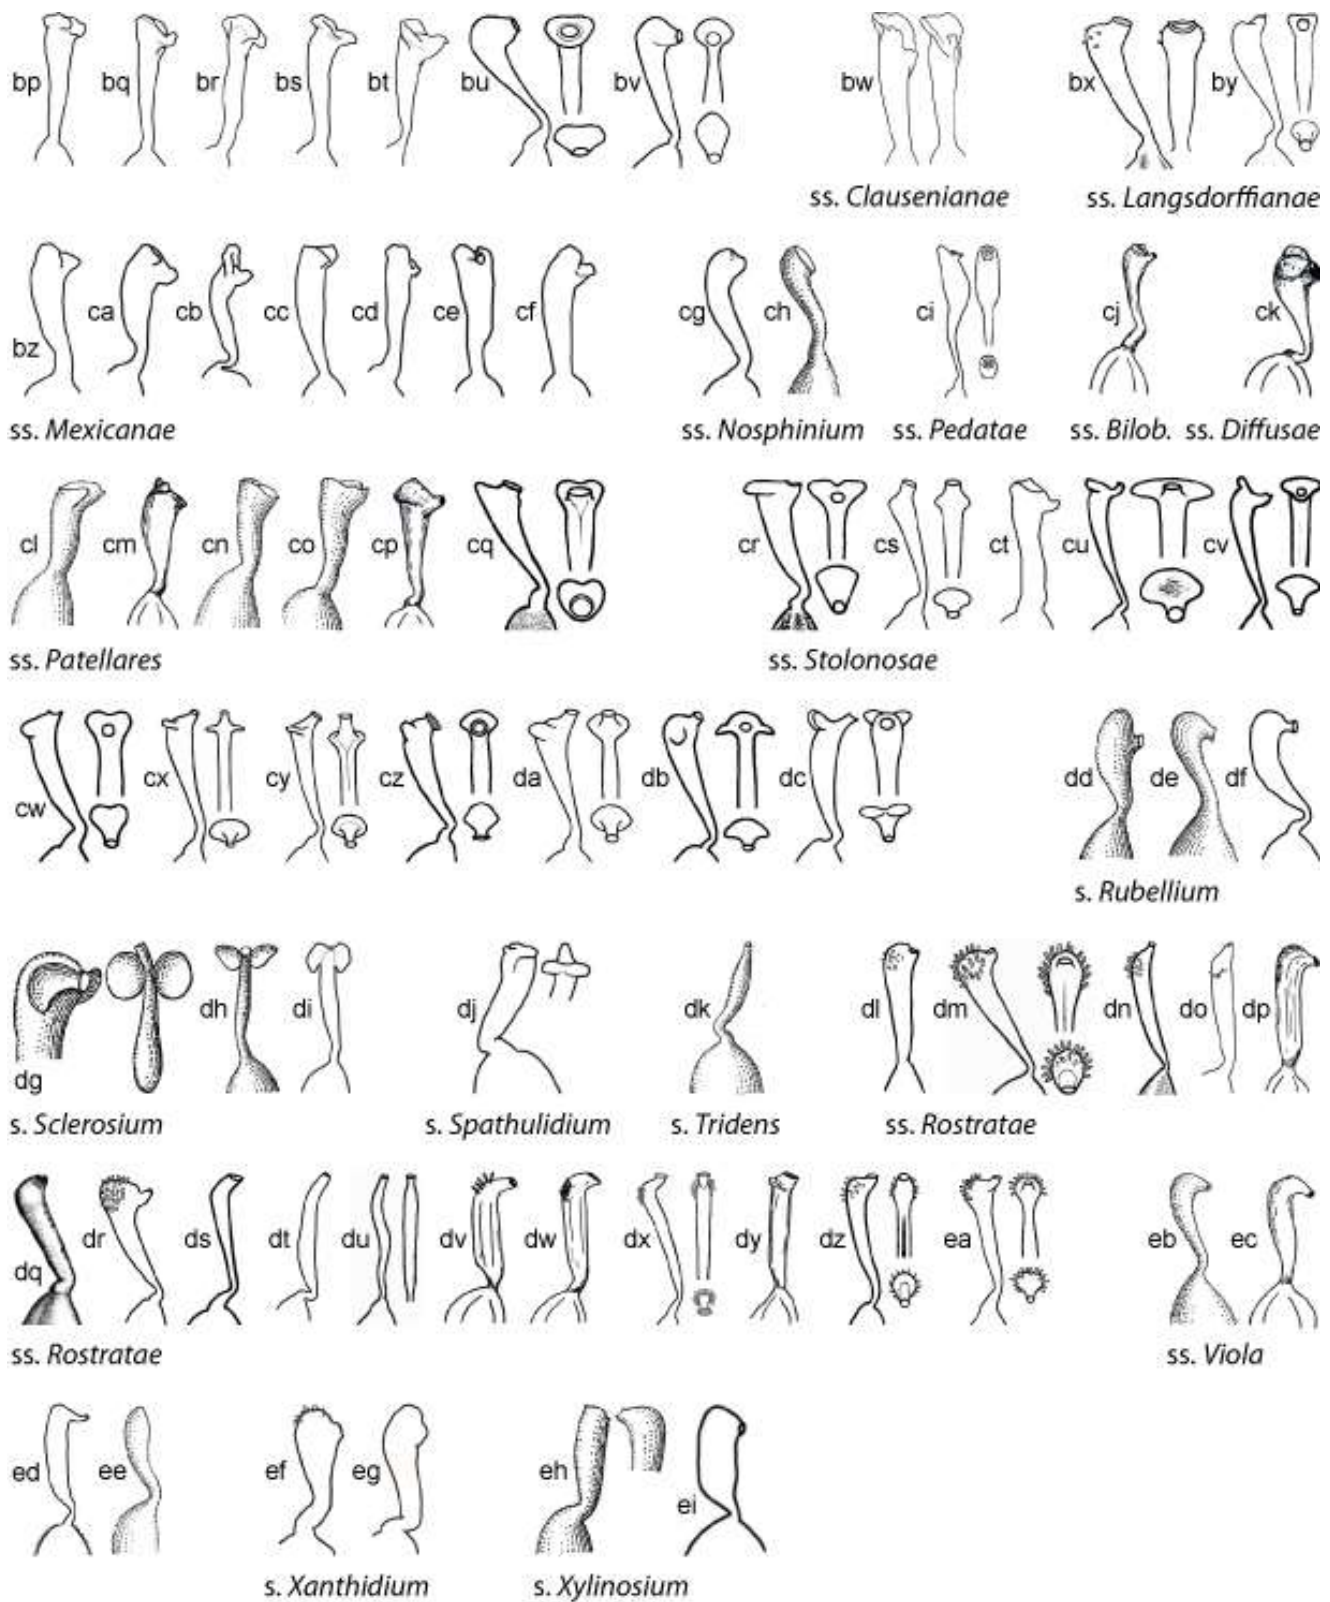 bp bq br bs bt bu bv bw bx by
ss. Clausenianae ss. Langsdorffianae
bz ca cb cc cd ce cf cg ch ci cj ck
ss. Mexicanae ss. Nosphinium ss. Pedatae ss. Bilob. ss. Diffusae
cl cm cn co cp cq cr cs ct cu cv
ss. Patellares ss. Stolonosae
cw cx cy cz da db dc dd de df
s. Rubellium
dg dh di dj dk dl dm dn do dp
s. Sclerosium s. Spathulidium s. Tridens ss. Rostratae
dq dr ds dt du dv dw dx dy dz ea eb ec
ss. Rostratae ss. Viola
ed ee ef eg eh ei
s. Xanthidium s. Xylinosium